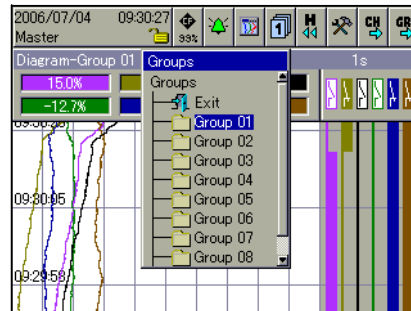 2006/07/04 09:30:27
Master
99%
1
H
CH
GR
Diagram-Group 01
Groups
1s
15.0%
-12.7%
Groups
Exit
Group 01
Group 02
Group 03
Group 04
Group 05
Group 06
Group 07
Group 08
09:30:05
09:29:58